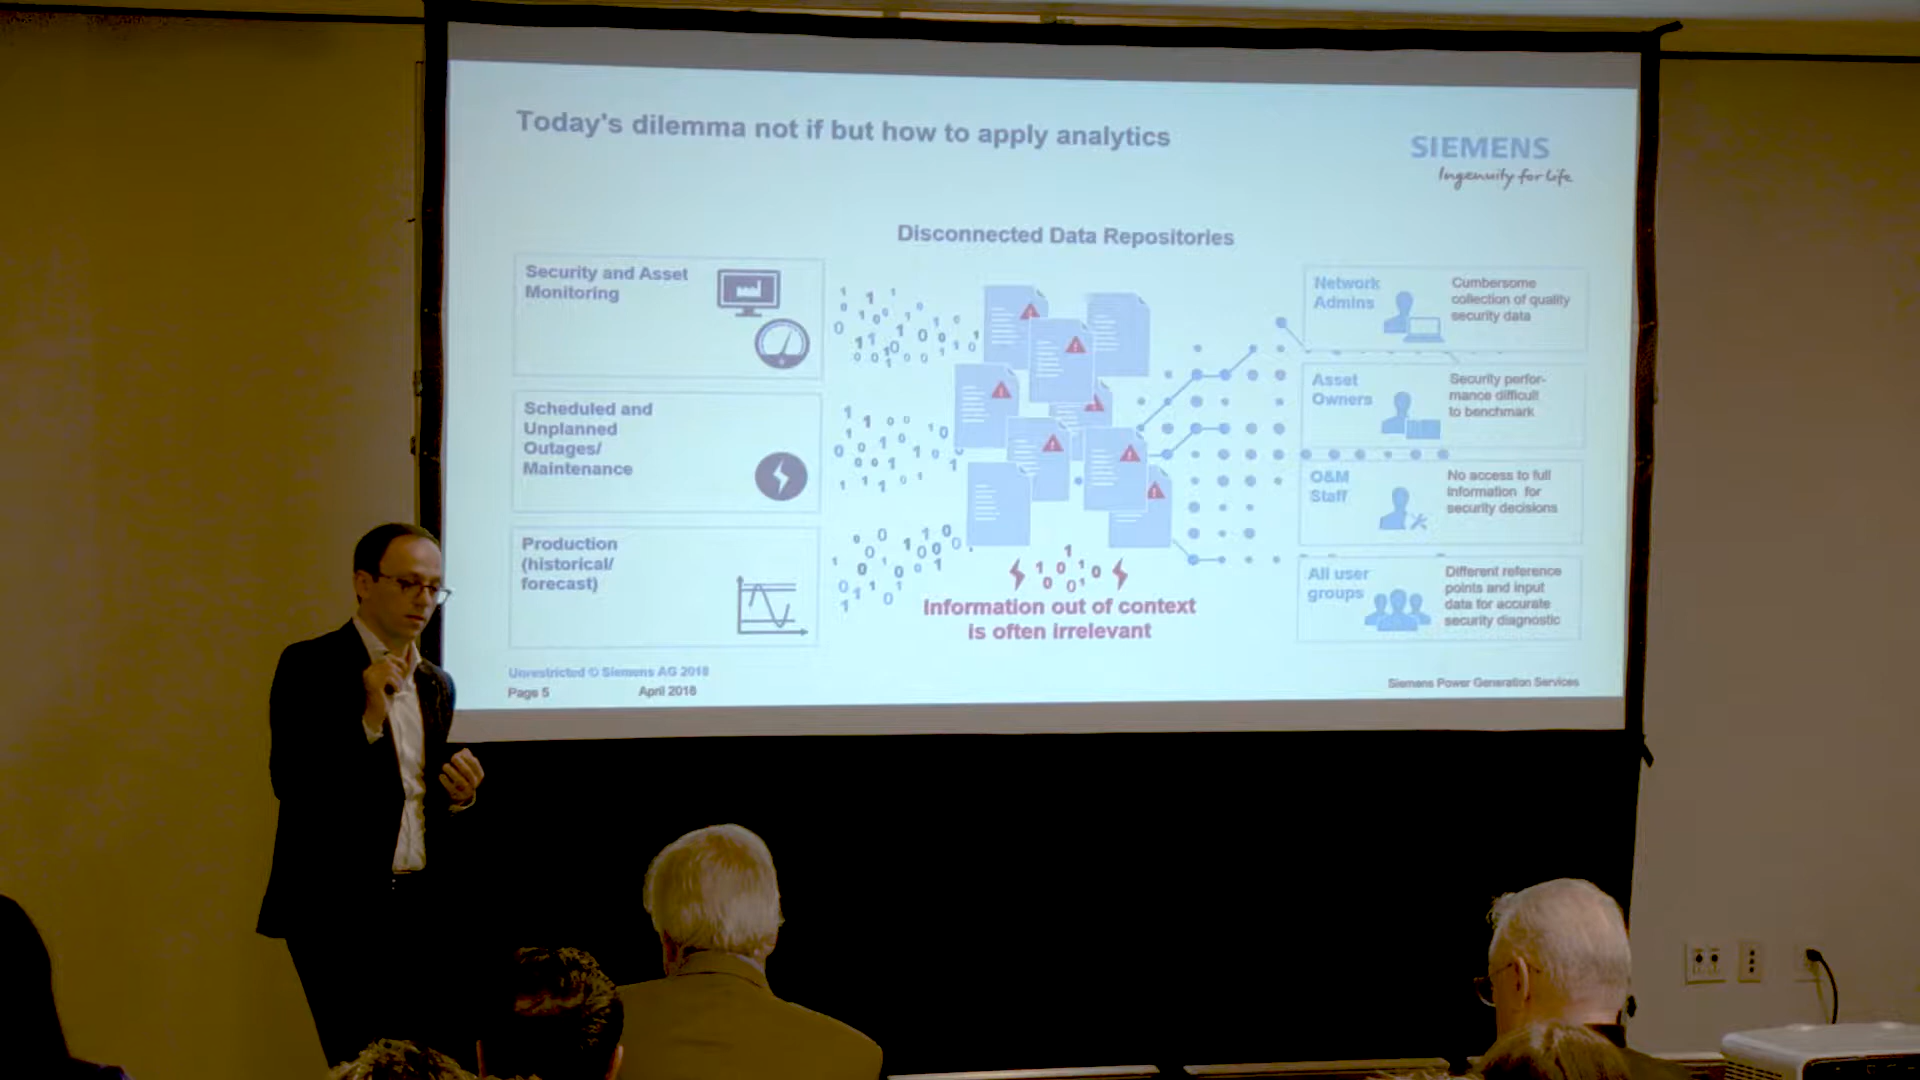 Today's dilemma not if but how to apply analytics
SIEMENS
Ingenuity for life
Disconnected Data Repositories
Security and Asset
Monitoring
Scheduled and
Unplanned
Outages/
Maintenance
Production
(historical/
forecast)
Information out of context
is often irrelevant
Network
Admins
Cumbersome
collection of quality
security data
Asset
Owners
Security perfor-
mance difficult
to benchmark
O&M
Staff
No access to full
Information for
security decisions
All user
groups
Different reference
points and input
data for accurate
security diagnostic
Unrestricted © Siemens AG 2018
Page 5
April 2018
Siemens Power Generation Services